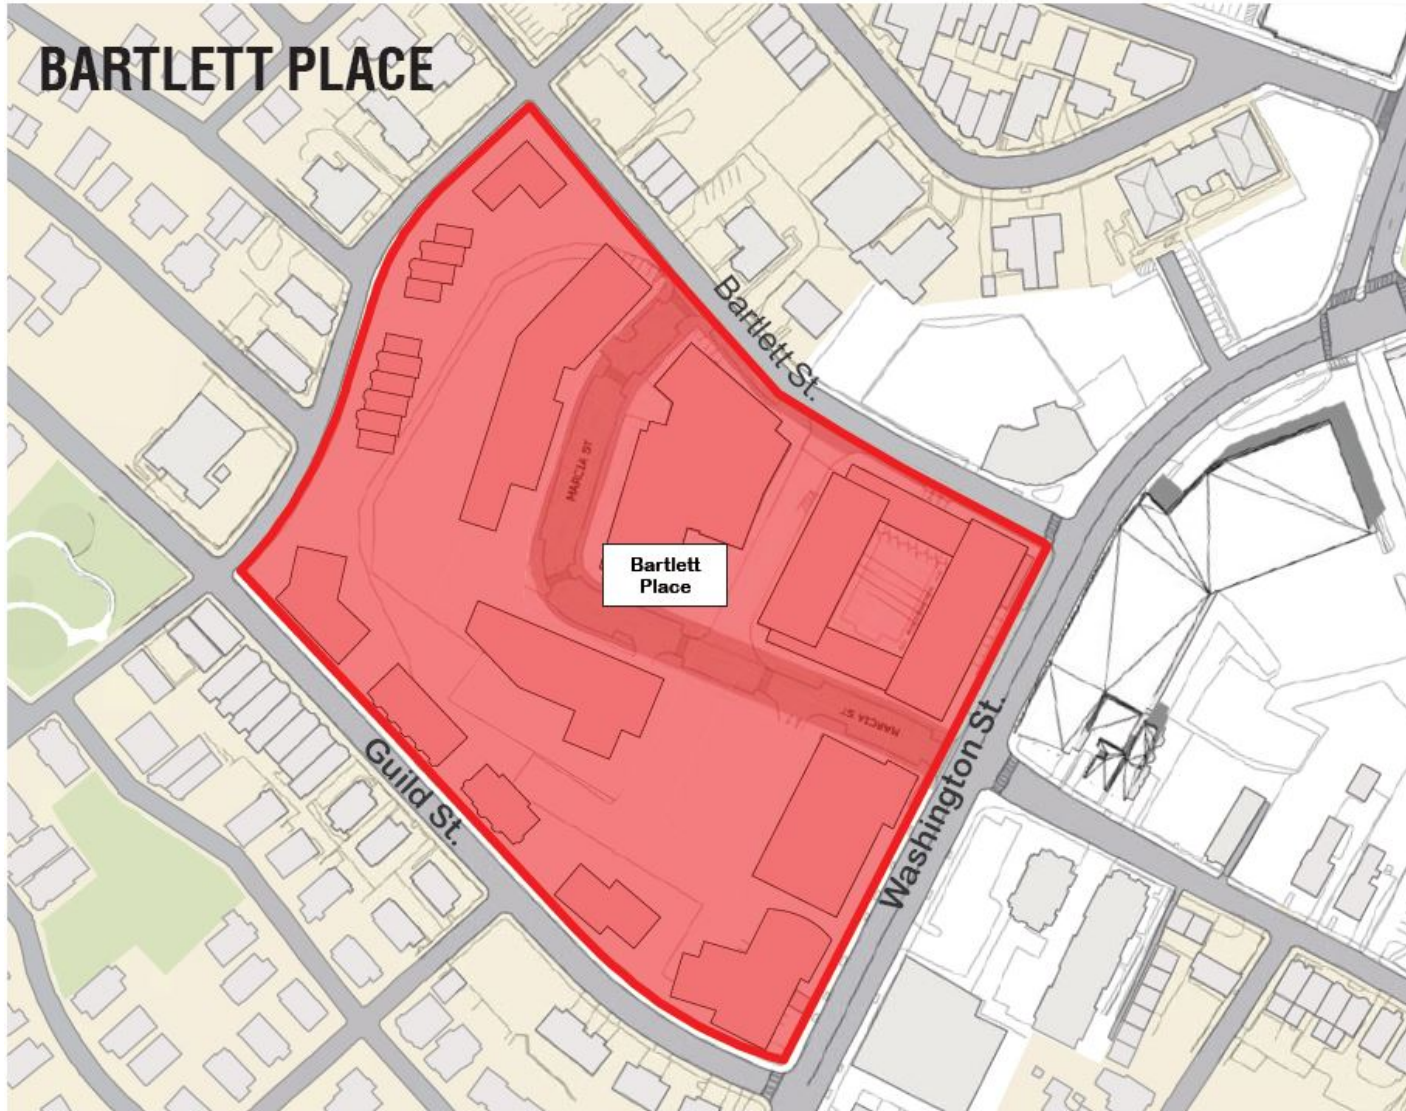 BARTLETT PLACE
Bartlett St.
MARCIA ST
Bartlett
Place
MARCIA ST
Washington St.
Guild St.